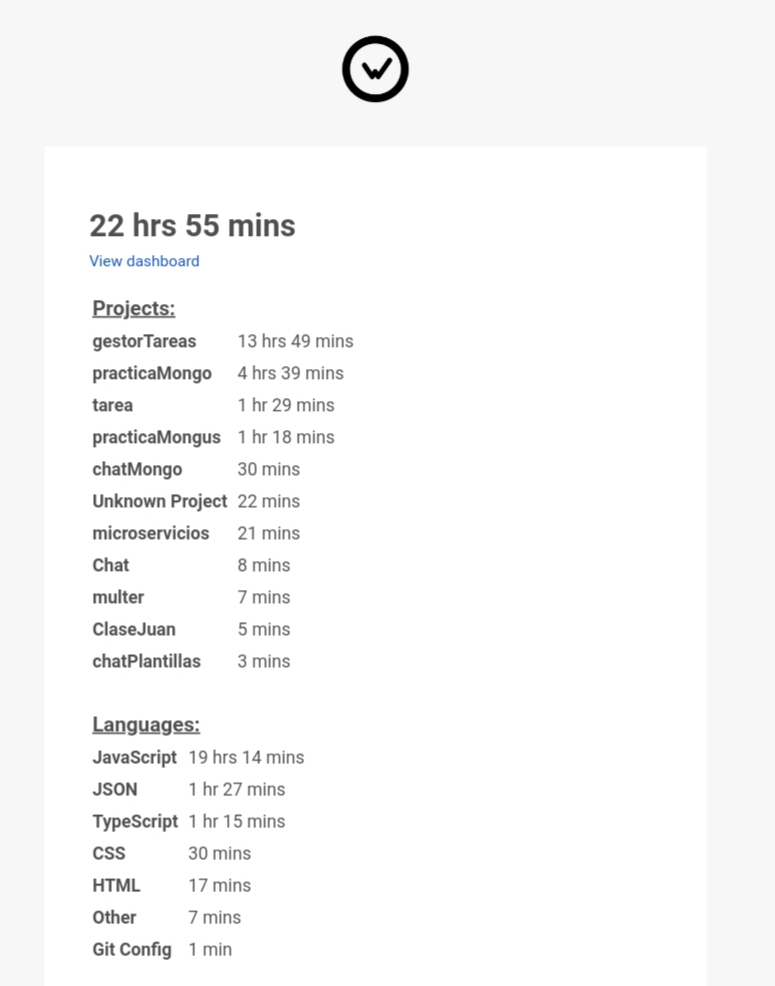 22 hrs 55 mins
View dashboard
Projects:
gestorTareas 13 hrs 49 mins
practicaMongo 4 hrs 39 mins
tarea 1 hr 29 mins
practicaMongus 1 hr 18 mins
chatMongo 30 mins
Unknown Project 22 mins
microservicios 21 mins
Chat 8 mins
multer 7 mins
ClaseJuan 5 mins
chatPlantillas 3 mins
Languages:
JavaScript 19 hrs 14 mins
JSON 1 hr 27 mins
TypeScript 1 hr 15 mins
CSS 30 mins
HTML 17 mins
Other 7 mins
Git Config 1 min